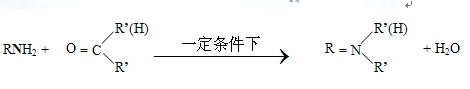 R'(H)
RNH₂ + O = C
R'
一定条件下
R'(H)
R = N
R'
+ H₂O